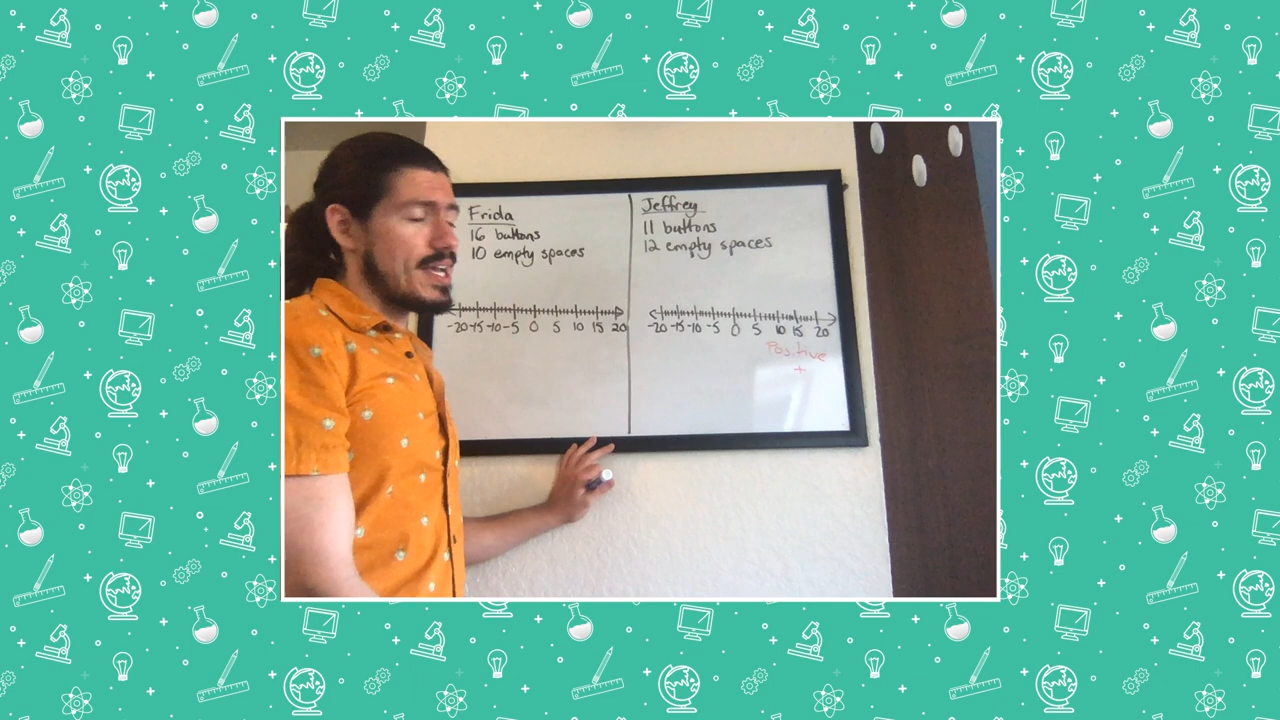 Frida
16 buttons
10 empty spaces
-20 -15 -10 -5 0 5 10 15 20
Jeffrey
11 buttons
12 empty spaces
-20 -15 -10 -5 0 5 10 15 20
Positive
+